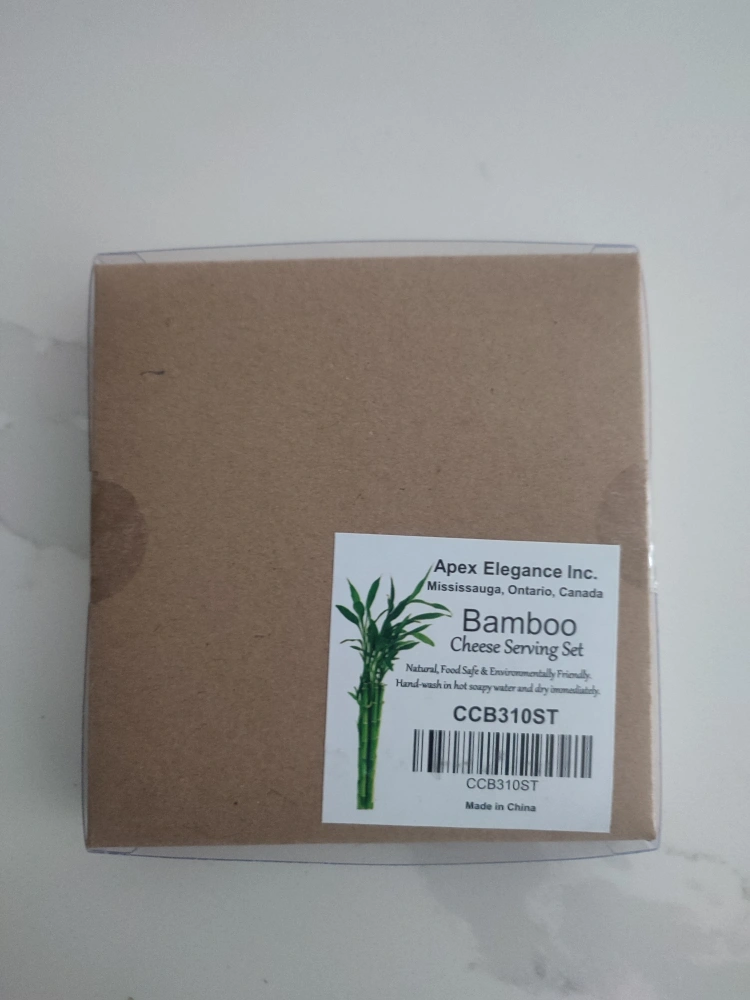 Apex Elegance Inc.
Mississauga, Ontario, Canada
Bamboo
Cheese Serving Set
Natural, Food Safe & Environmentally Friendly.
Hand-wash in hot soapy water and dry immediately.
CCB310ST
CCB310ST
Made in China